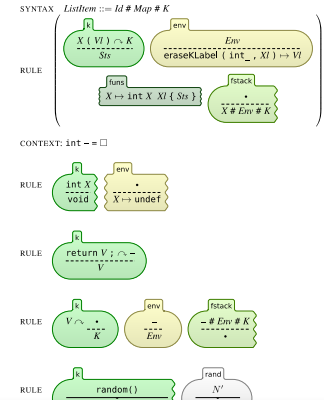 SYNTAX ListItem ::= Id # Map # K
k
env
X ( Vl ) ↷ K
Env
Sts
eraseKLabel ( int_ , Xl ) ↦ Vl
RULE
funs
fstack
X ↦ int X Xl { Sts }
•
X # Env # K
CONTEXT: int − = □
k
env
RULE
int X
•
void
X ↦ undef
k
RULE
return V ; ↷ −
V
k
env
fstack
RULE
V ↷ •
−
− # Env # K
K
Env
•
k
rand
RULE
random()
N′